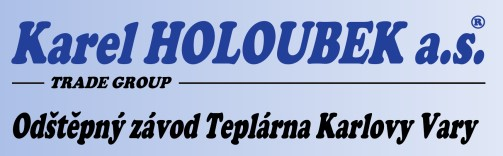 Karel HOLOUBEK a.s.®
TRADE GROUP
Odštěpný závod Teplárna Karlovy Vary